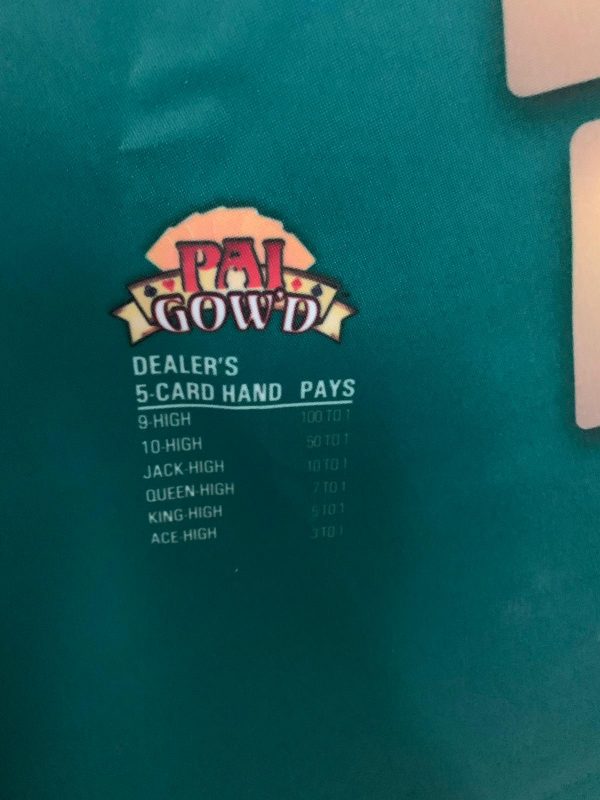 PAI
GOW'D
DEALER'S
5-CARD HAND PAYS
9-HIGH 100 TO 1
10-HIGH 50 TO 1
JACK-HIGH 10 TO 1
QUEEN-HIGH 7 TO 1
KING-HIGH 5 TO 1
ACE-HIGH 3 TO 1